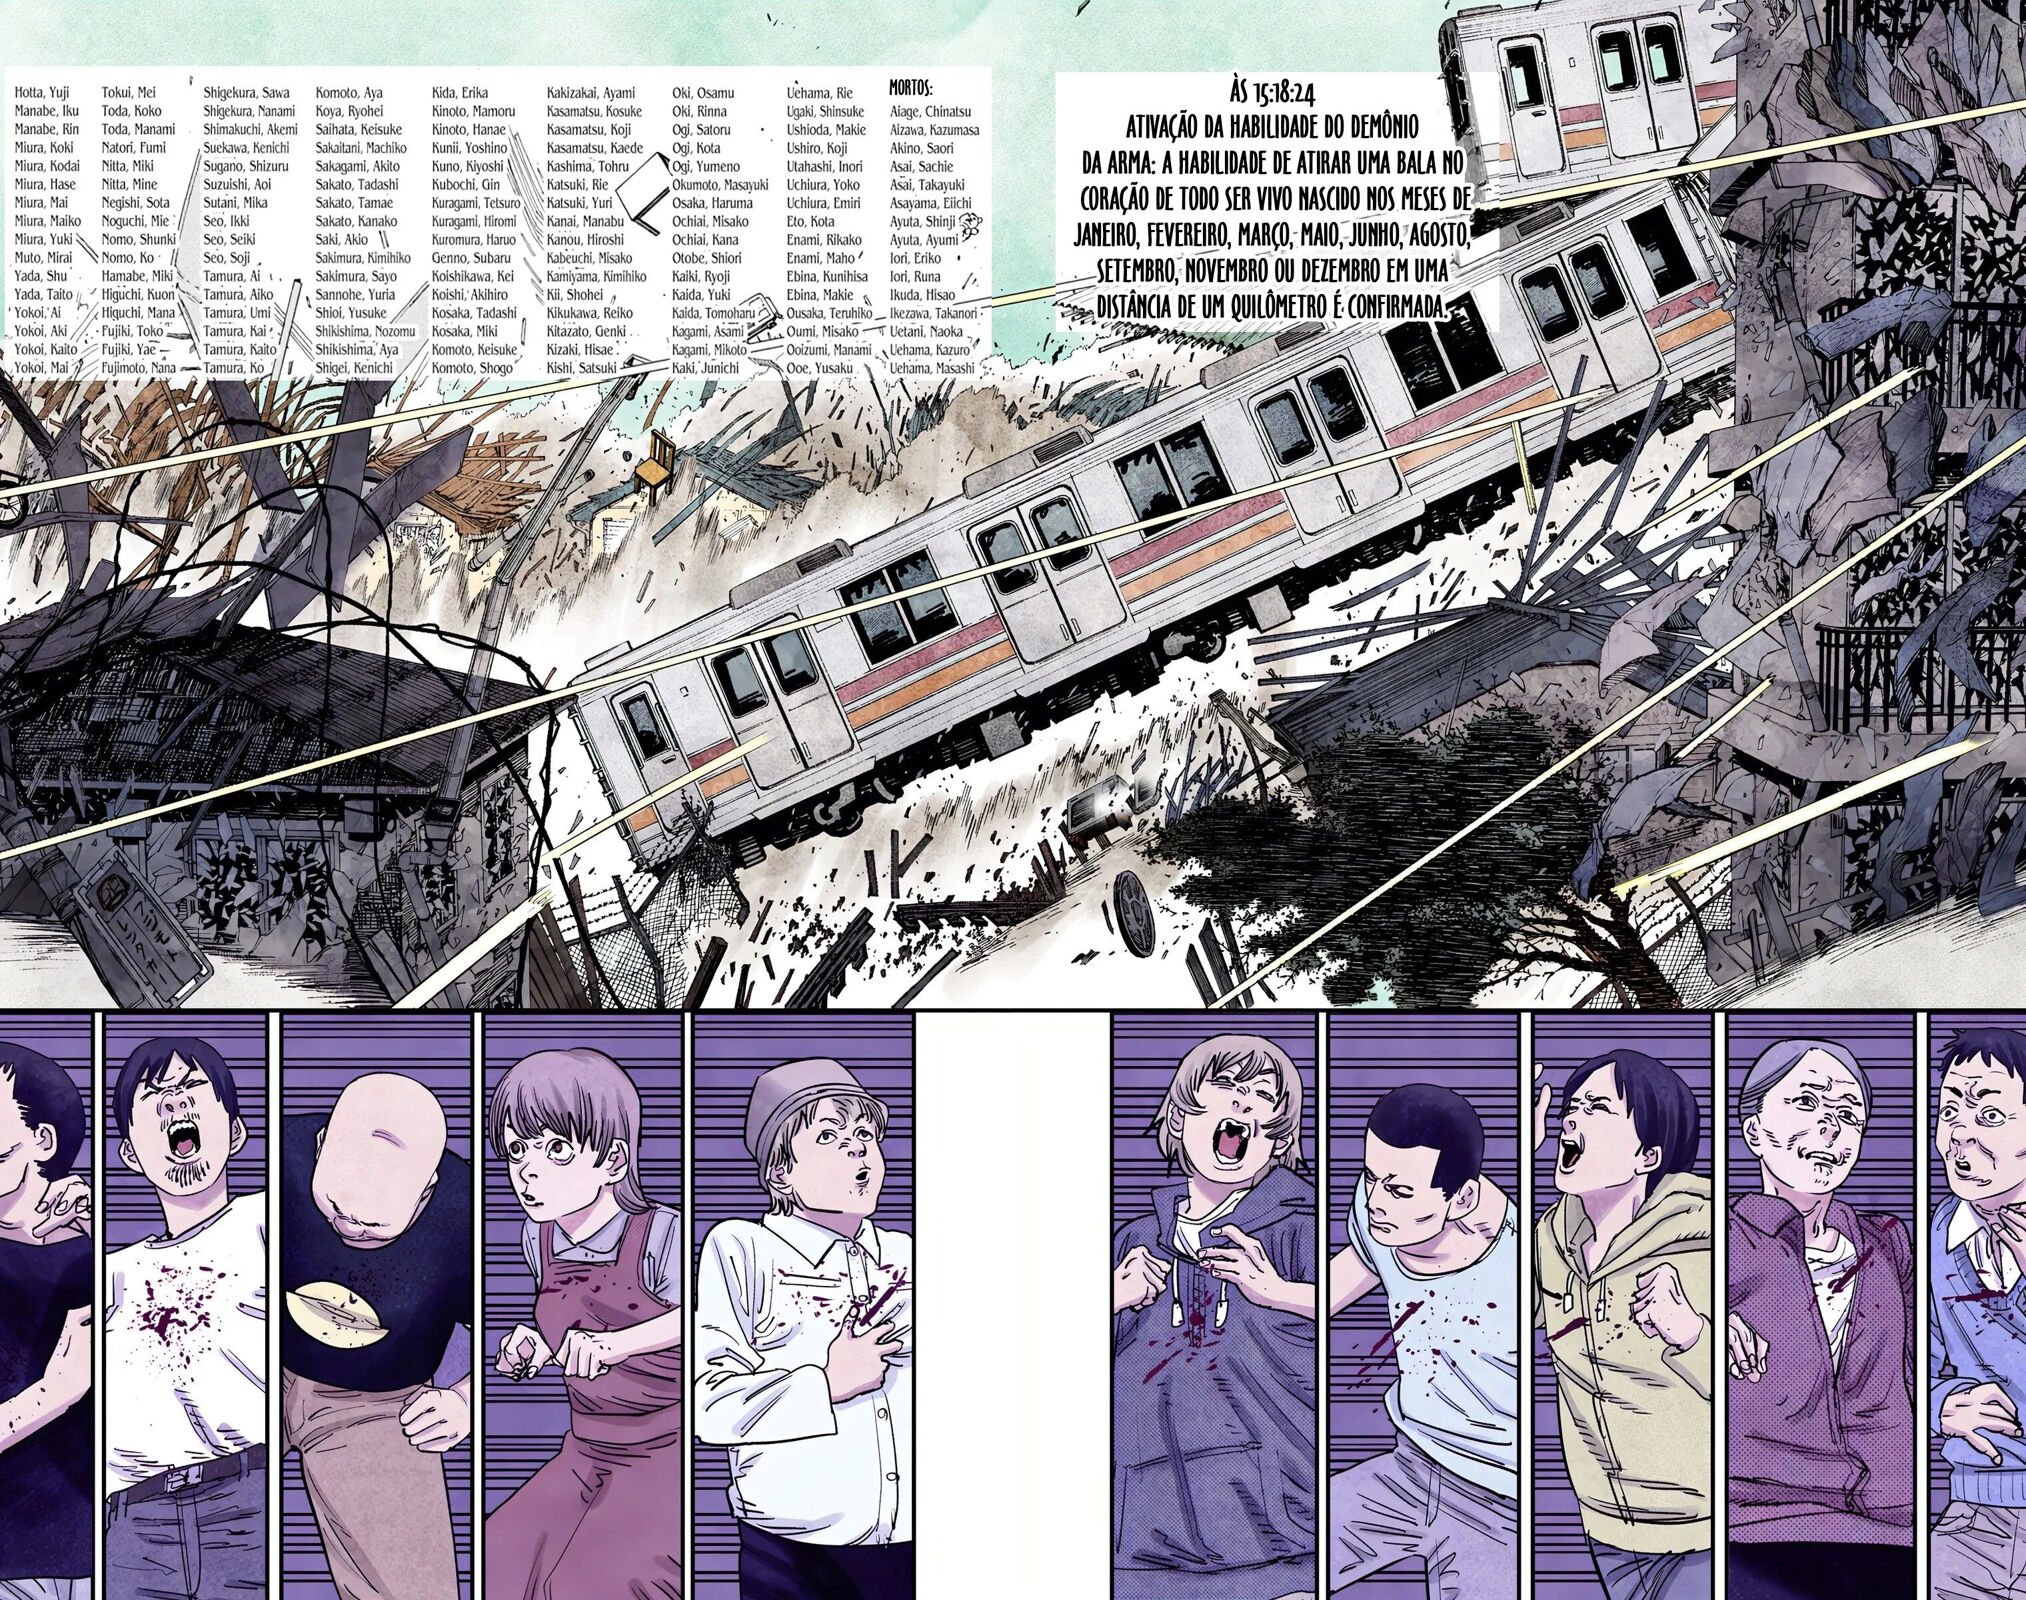 ÀS 15:18:24
ATIVAÇÃO DA HABILIDADE DO DEMÔNIO
DA ARMA: A HABILIDADE DE ATIRAR UMA BALA NO
CORAÇÃO DE TODO SER VIVO NASCIDO NOS MESES DE
JANEIRO, FEVEREIRO, MARÇO, MAIO, JUNHO, AGOSTO,
SETEMBRO, NOVEMBRO OU DEZEMBRO EM UMA
DISTÂNCIA DE UM QUILÔMETRO É CONFIRMADA.
MORTOS:
Aiage, Chinatsu
Aizawa, Kazumasa
Akino, Saori
Asai, Sachie
Asai, Takayuki
Asayama, Eiichi
Ayuta, Shinji
Ayuta, Ayumi
Iori, Eriko
Iori, Runa
Ikuda, Hisao
Ikezawa, Takanori
Uetani, Naoka
Uehama, Kazuro
Uehama, Masashi
Uehama, Rie
Ugaki, Shinsuke
Ushioda, Makie
Ushiro, Koji
Utahashi, Inori
Uchiura, Yoko
Uchiura, Emiri
Eto, Kota
Enami, Rikako
Enami, Maho
Ebina, Kunihisa
Ebina, Makie
Ousaka, Teruhiko
Oumi, Misako
Ooizumi, Manami
Ooe, Yusaku
Oki, Osamu
Oki, Rinna
Ogi, Satoru
Ogi, Kota
Ogi, Yumeno
Okumoto, Masayuki
Osaka, Haruma
Ochiai, Misako
Ochiai, Kana
Otobe, Shiori
Kaiki, Ryoji
Kaida, Yuki
Kaida, Tomoharu
Kagami, Asami
Kagami, Mikoto
Kaki, Junichi
Kakizakai, Ayami
Kasamatsu, Kosuke
Kasamatsu, Koji
Kasamatsu, Kaede
Kashima, Tohru
Katsuki, Rie
Katsuki, Yuri
Kanai, Manabu
Kanou, Hiroshi
Kabeuchi, Misako
Kamiyama, Kimihiko
Kii, Shohei
Kikukawa, Reiko
Kitazato, Genki
Kizaki, Hisae
Kishi, Satsuki
Kida, Erika
Kinoto, Mamoru
Kinoto, Hanae
Kunii, Yoshino
Kuno, Kiyoshi
Kubochi, Gin
Kuragami, Tetsuro
Kuragami, Hiromi
Kuromura, Haruo
Genno, Subaru
Koishikawa, Kei
Koishi, Akihiro
Kosaka, Tadashi
Kosaka, Miki
Komoto, Keisuke
Komoto, Shogo
Komoto, Aya
Koya, Ryohei
Saihata, Keisuke
Sakaitani, Machiko
Sakagami, Akito
Sakato, Tadashi
Sakato, Tamae
Sakato, Kanako
Saki, Akio
Sakimura, Kimihiko
Sakimura, Sayo
Sannohe, Yuria
Shioi, Yusuke
Shikishima, Nozomu
Shikishima, Aya
Shigei, Kenichi
Shigekura, Sawa
Shigekura, Nanami
Shimakuchi, Akemi
Suekawa, Kenichi
Sugano, Shizuru
Suzuishi, Aoi
Sutani, Mika
Seo, Ikki
Seo, Seiki
Seo, Soji
Tamura, Ai
Tamura, Aiko
Tamura, Umi
Tamura, Kai
Tamura, Kaito
Tamura, Ko
Tokui, Mei
Toda, Koko
Toda, Manami
Natori, Fumi
Nitta, Miki
Nitta, Mine
Negishi, Sota
Noguchi, Mie
Nomo, Shunki
Nomo, Ko
Hamabe, Miki
Higuchi, Kuon
Higuchi, Mana
Fujiki, Toko
Fujiki, Yae
Fujimoto, Nana
Hotta, Yuji
Manabe, Iku
Manabe, Rin
Miura, Koki
Miura, Kodai
Miura, Hase
Miura, Mai
Miura, Maiko
Miura, Yuki
Muto, Mirai
Yada, Shu
Yada, Taito
Yokoi, Ai
Yokoi, Aki
Yokoi, Kaito
Yokoi, Mai